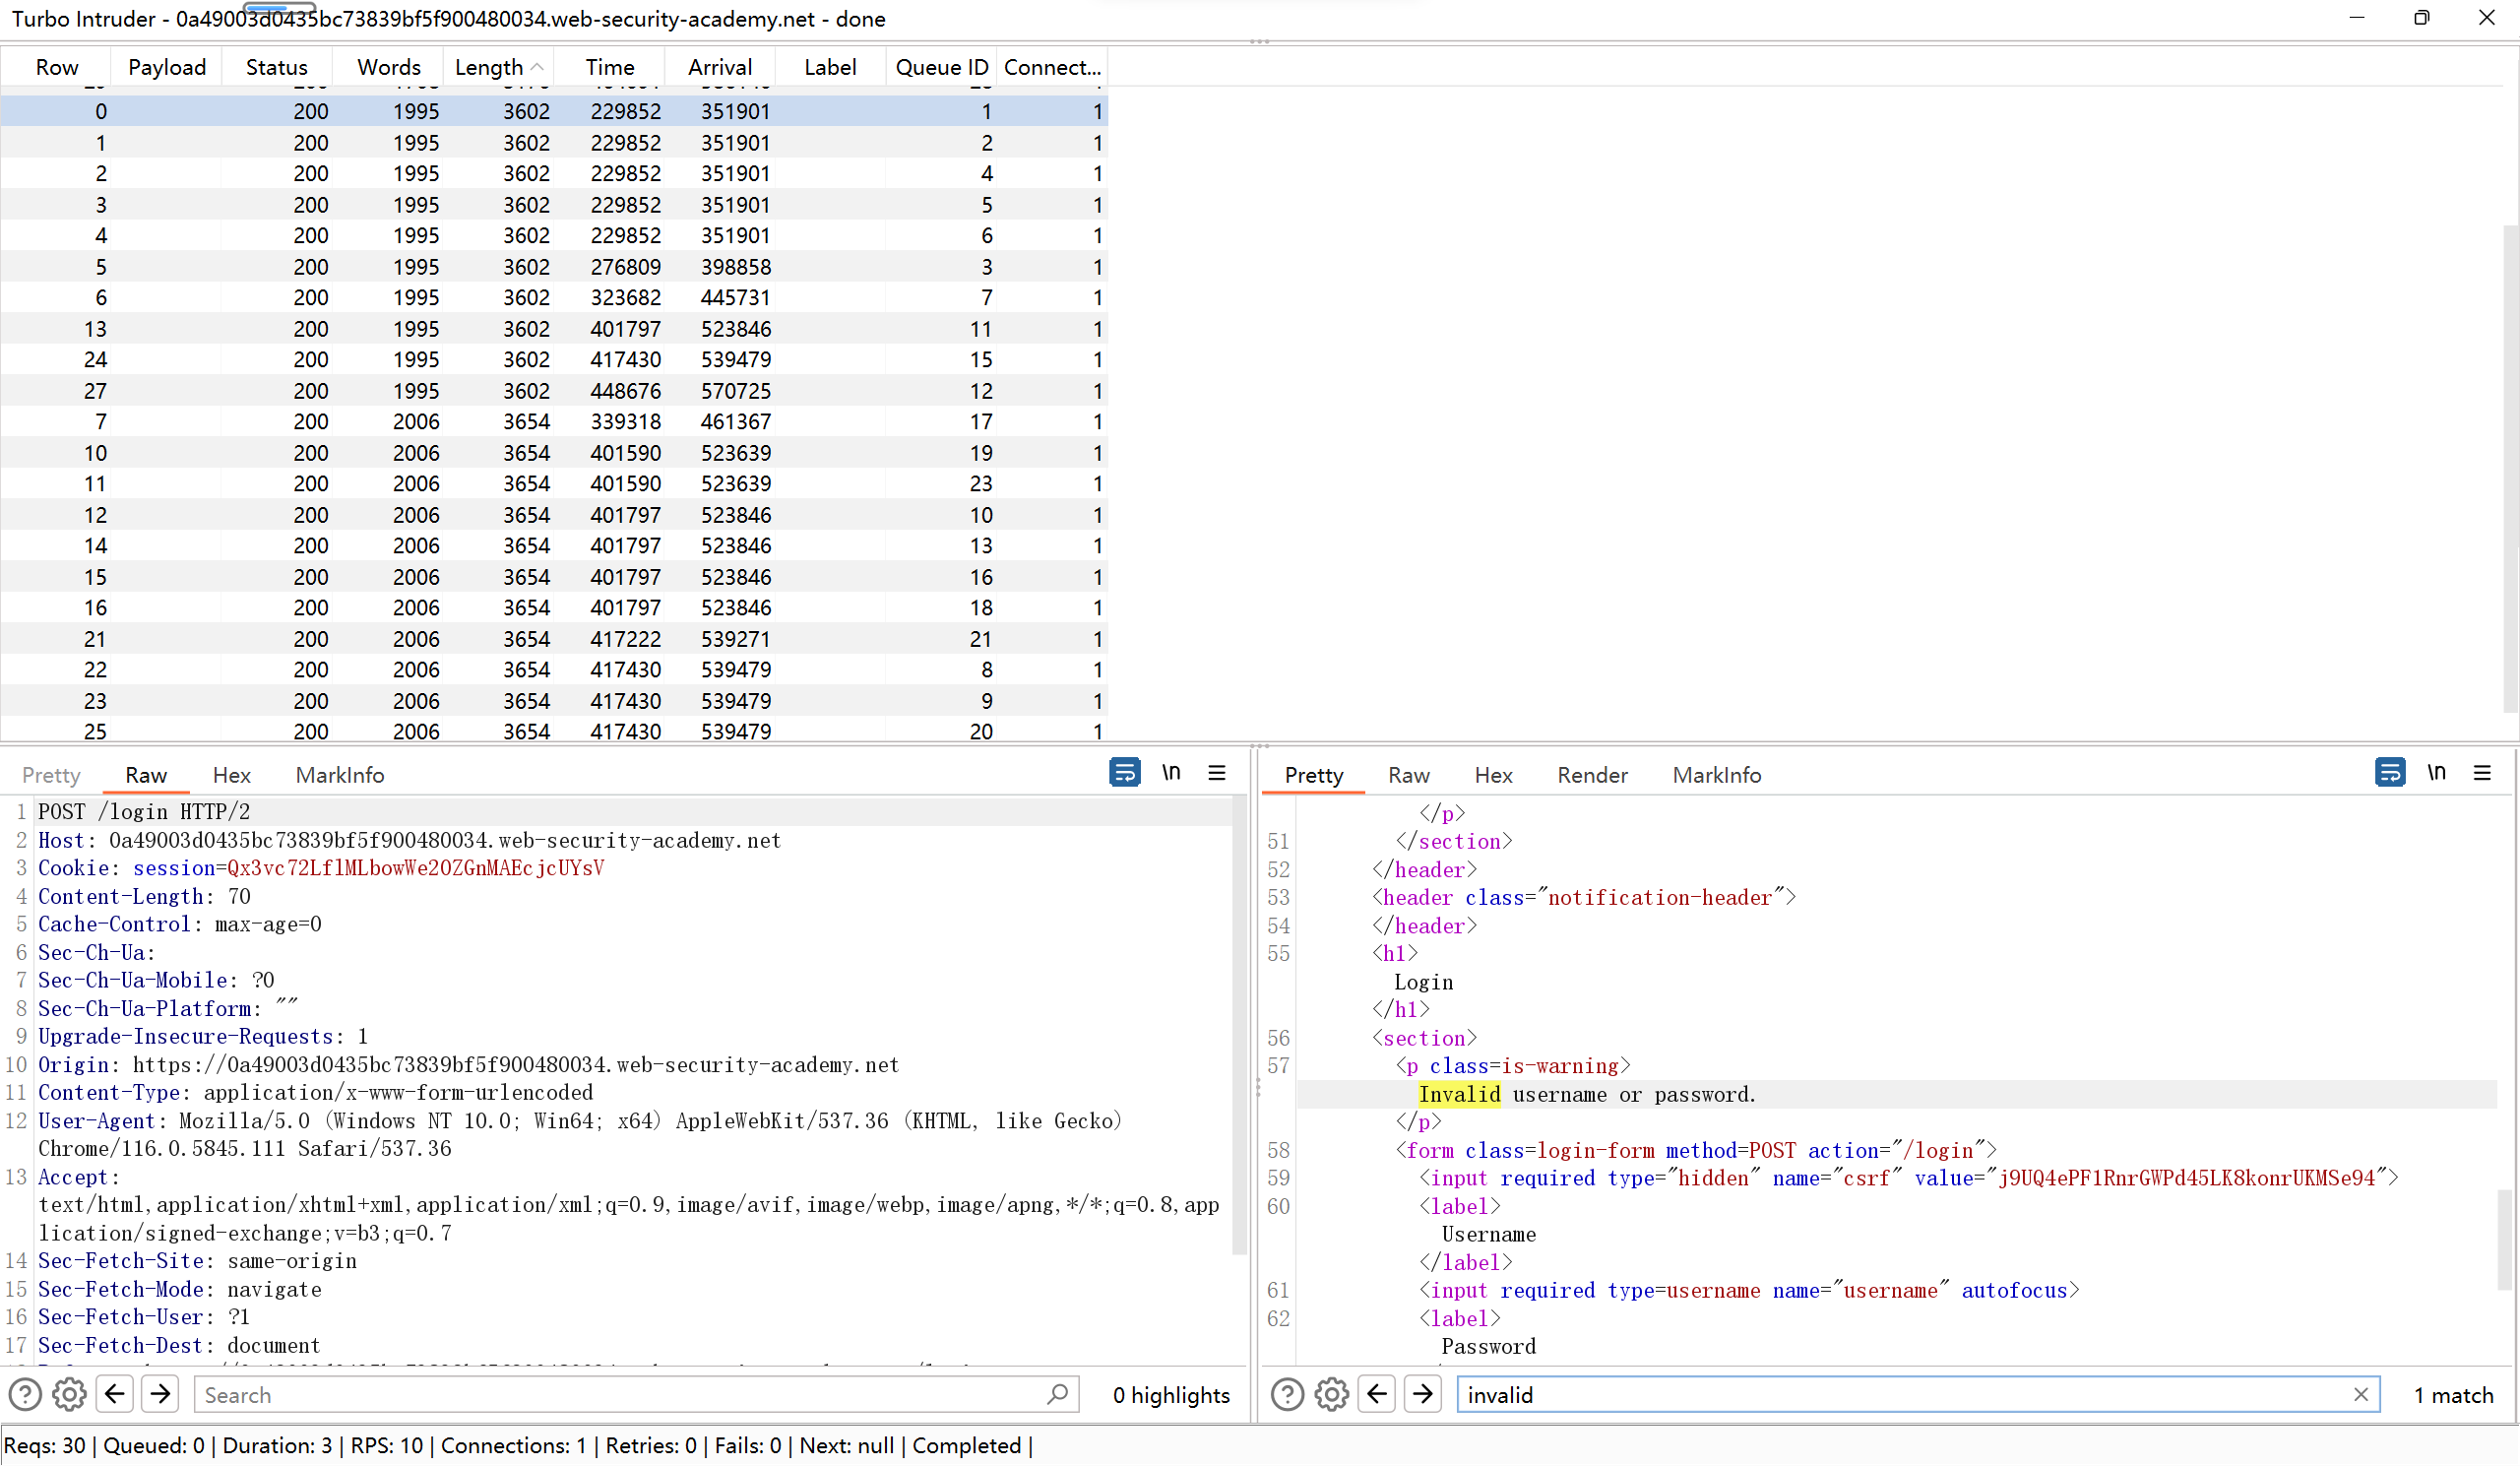 Turbo Intruder - 0a49003d0435bc73839bf5f900480034.web-security-academy.net - done
Row Payload Status Words Length Time Arrival Label Queue ID Connect...
0 200 1995 3602 229852 351901 1 1
1 200 1995 3602 229852 351901 2 1
2 200 1995 3602 229852 351901 4 1
3 200 1995 3602 229852 351901 5 1
4 200 1995 3602 229852 351901 6 1
5 200 1995 3602 276809 398858 3 1
6 200 1995 3602 323682 445731 7 1
13 200 1995 3602 401797 523846 11 1
24 200 1995 3602 417430 539479 15 1
27 200 1995 3602 448676 570725 12 1
7 200 2006 3654 339318 461367 17 1
10 200 2006 3654 401590 523639 19 1
11 200 2006 3654 401590 523639 23 1
12 200 2006 3654 401797 523846 10 1
14 200 2006 3654 401797 523846 13 1
15 200 2006 3654 401797 523846 16 1
16 200 2006 3654 401797 523846 18 1
21 200 2006 3654 417222 539271 21 1
22 200 2006 3654 417430 539479 8 1
23 200 2006 3654 417430 539479 9 1
25 200 2006 3654 417430 539479 20 1
Pretty Raw Hex MarkInfo \n
1 POST /login HTTP/2
2 Host: 0a49003d0435bc73839bf5f900480034.web-security-academy.net
3 Cookie: session=Qx3vc72LflMLbowWe2OZGnMAEcjcUYsV
4 Content-Length: 70
5 Cache-Control: max-age=0
6 Sec-Ch-Ua:
7 Sec-Ch-Ua-Mobile: ?0
8 Sec-Ch-Ua-Platform: ""
9 Upgrade-Insecure-Requests: 1
10 Origin: https://0a49003d0435bc73839bf5f900480034.web-security-academy.net
11 Content-Type: application/x-www-form-urlencoded
12 User-Agent: Mozilla/5.0 (Windows NT 10.0; Win64; x64) AppleWebKit/537.36 (KHTML, like Gecko)
Chrome/116.0.5845.111 Safari/537.36
13 Accept:
text/html,application/xhtml+xml,application/xml;q=0.9,image/avif,image/webp,image/apng,*/*;q=0.8,app
lication/signed-exchange;v=b3;q=0.7
14 Sec-Fetch-Site: same-origin
15 Sec-Fetch-Mode: navigate
16 Sec-Fetch-User: ?1
17 Sec-Fetch-Dest: document
Search 0 highlights
Pretty Raw Hex Render MarkInfo \n
</p>
51 </section>
52 </header>
53 <header class="notification-header">
54 </header>
55 <h1>
Login
</h1>
56 <section>
57 <p class=is-warning>
Invalid username or password.
</p>
58 <form class=login-form method=POST action="/login">
59 <input required type="hidden" name="csrf" value="j9UQ4ePF1RnrGWPd45LK8konrUKMSe94">
60 <label>
Username
</label>
61 <input required type=username name="username" autofocus>
62 <label>
Password
invalid 1 match
Reqs: 30 | Queued: 0 | Duration: 3 | RPS: 10 | Connections: 1 | Retries: 0 | Fails: 0 | Next: null | Completed |